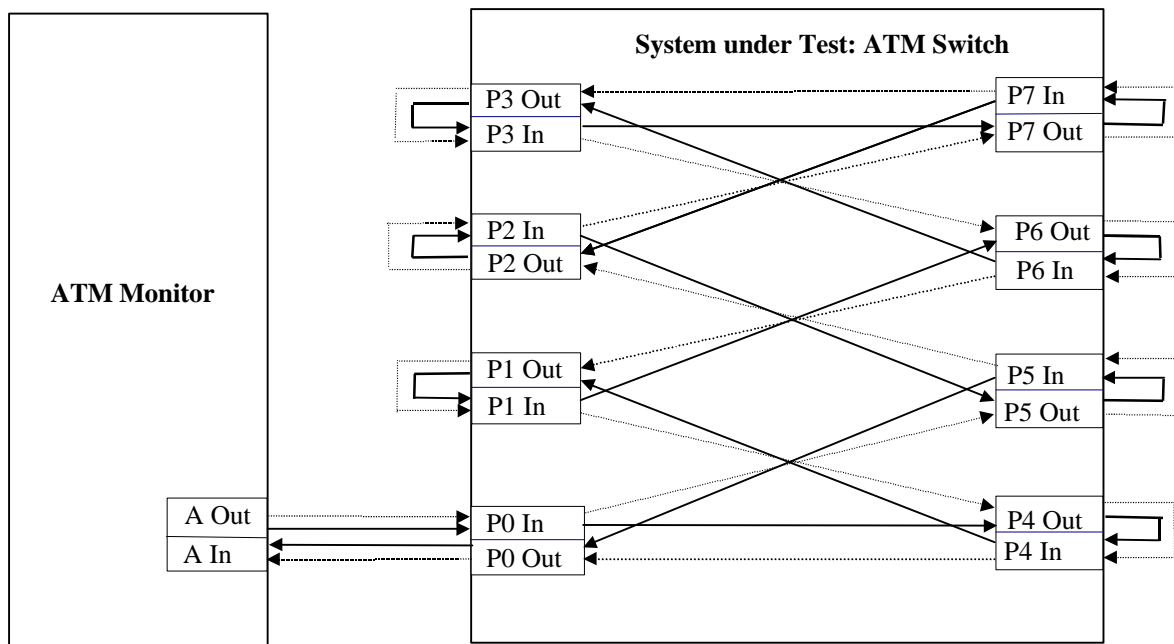 System under Test: ATM Switch
P3 Out
P3 In
P7 In
P7 Out
P2 In
P2 Out
P6 Out
P6 In
ATM Monitor
P1 Out
P1 In
P5 In
P5 Out
A Out
A In
P0 In
P0 Out
P4 Out
P4 In